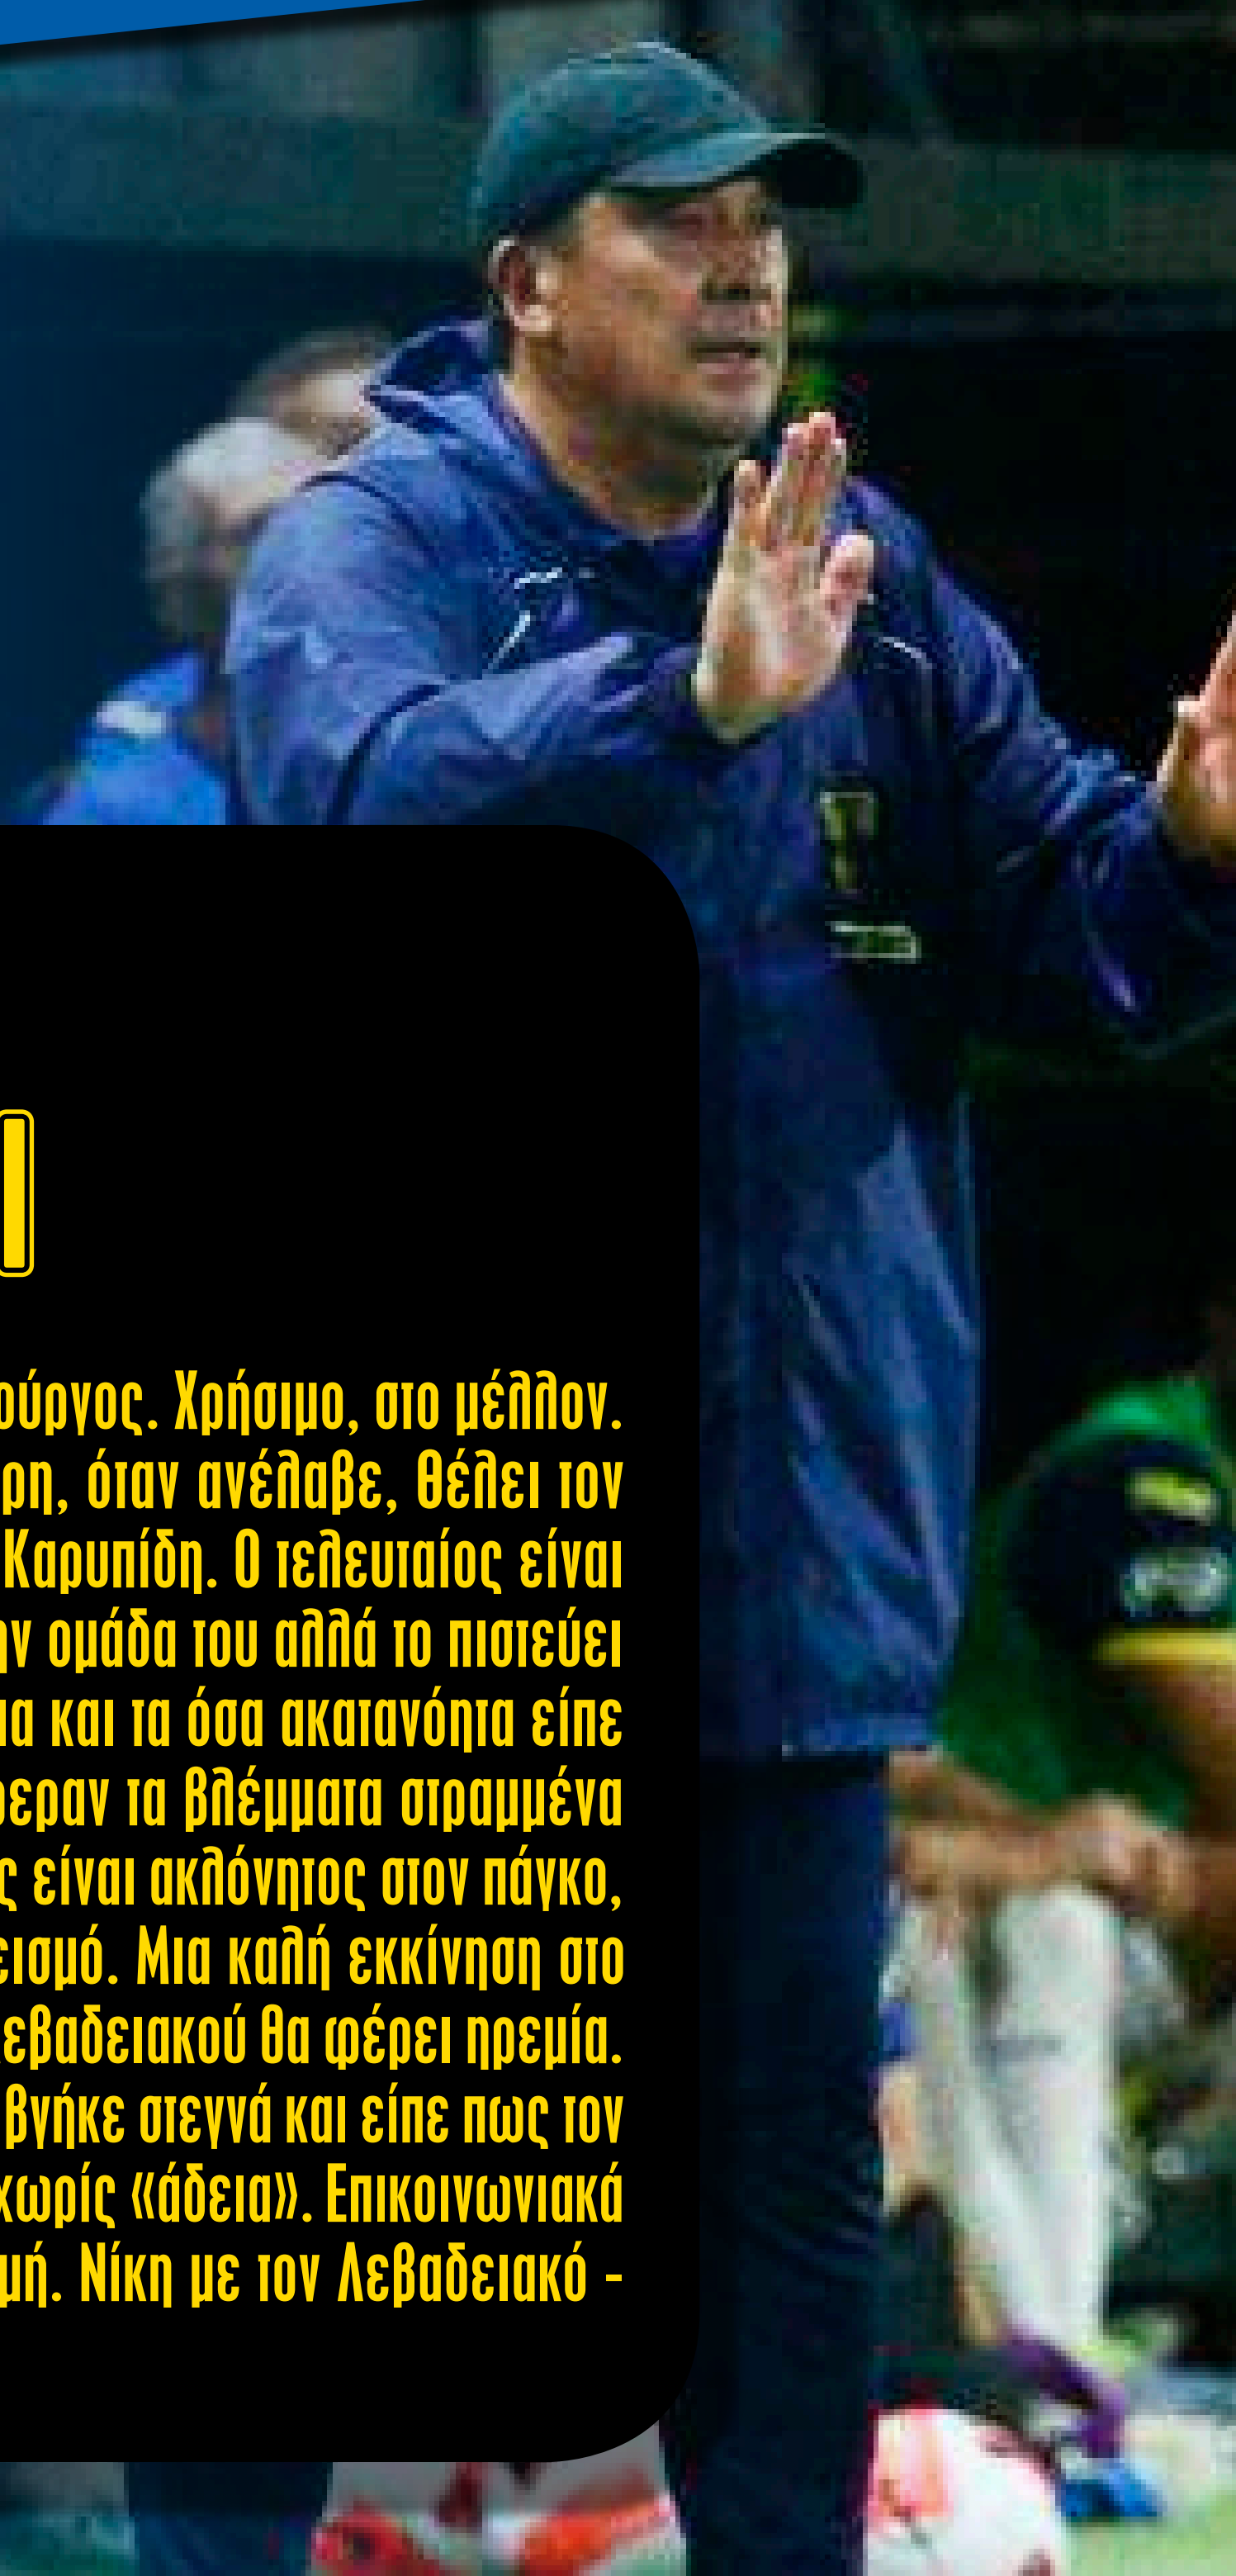 Ι
ούργος. Χρήσιμο, στο μέλλον.
ρη, όταν ανέλαβε, θέλει τον
Καρυπίδη. Ο τελευταίος είναι
ην ομάδα του αλλά το πιστεύει
ια και τα όσα ακατανόητα είπε
εραν τα βλέμματα στραμμένα
ς είναι ακλόνητος στον πάγκο,
εισμό. Μια καλή εκκίνηση στο
εβαδειακού θα φέρει ηρεμία.
βγήκε στεγνά και είπε πως τον
χωρίς «άδεια». Επικοινωνιακά
μή. Νίκη με τον Λεβαδειακό -